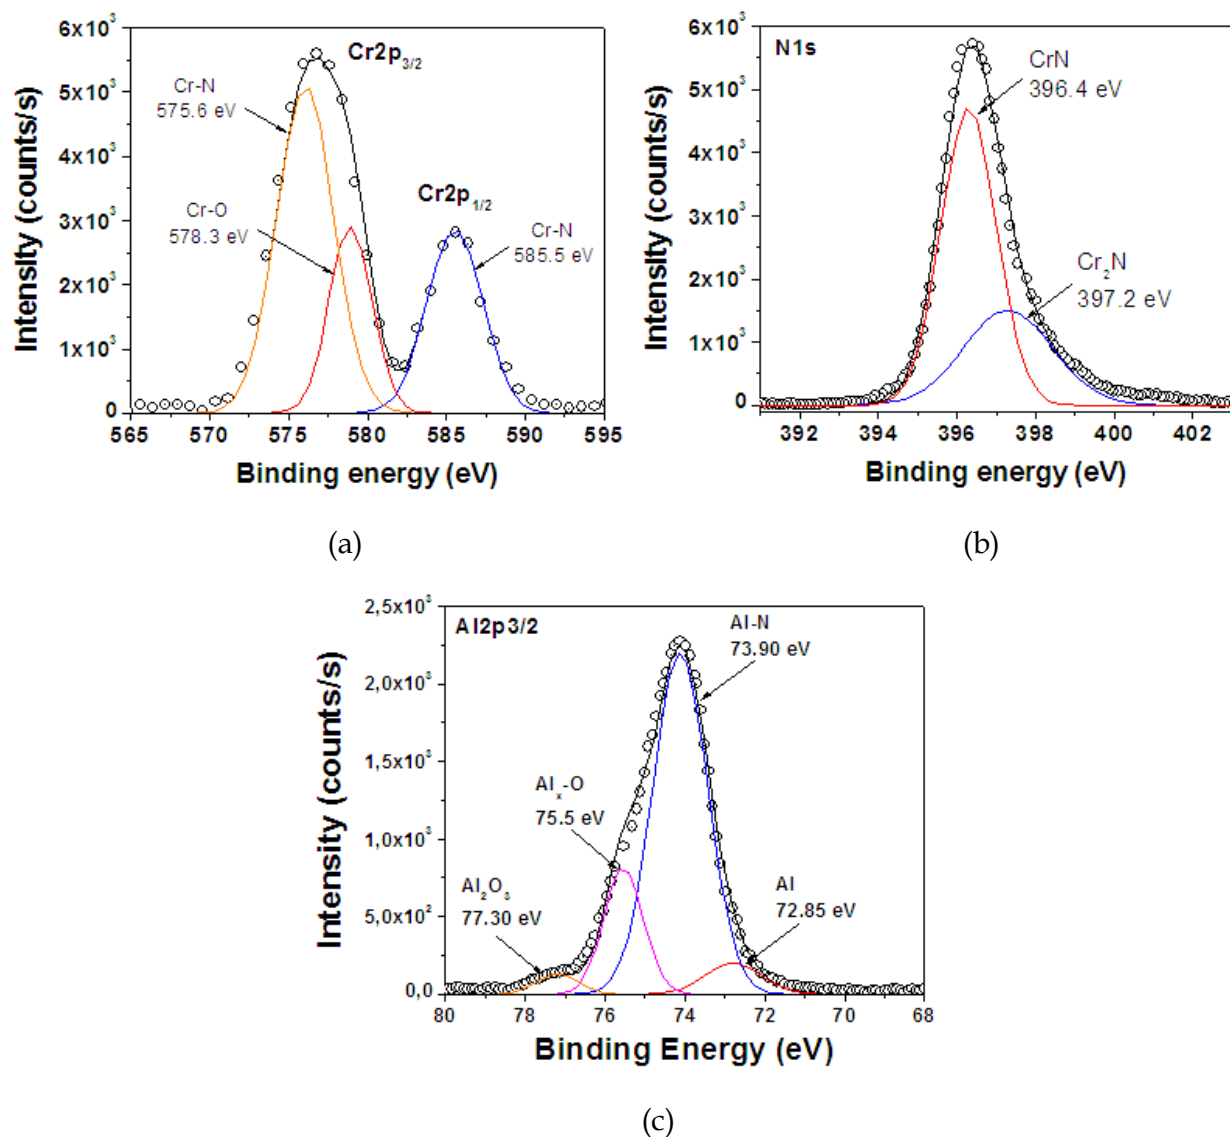 6x10³
5x10³
4x10³
3x10³
2x10³
1x10³
0
Intensity (counts/s)
Cr2p₃/₂
Cr-N
575.6 eV
Cr-O
578.3 eV
Cr2p₁/₂
Cr-N
585.5 eV
565 570 575 580 585 590 595
Binding energy (eV)
(a)
6x10³
5x10³
4x10³
3x10³
2x10³
1x10³
0
Intensity (counts/s)
N1s
CrN
396.4 eV
Cr₂N
397.2 eV
392 394 396 398 400 402
Binding energy (eV)
(b)
2,5x10³
2,0x10³
1,5x10³
1,0x10³
5,0x10²
0,0
Intensity (counts/s)
Al2p3/2
Al-N
73.90 eV
Alₓ-O
75.5 eV
Al₂O₃
77.30 eV
Al
72.85 eV
80 78 76 74 72 70 68
Binding Energy (eV)
(c)